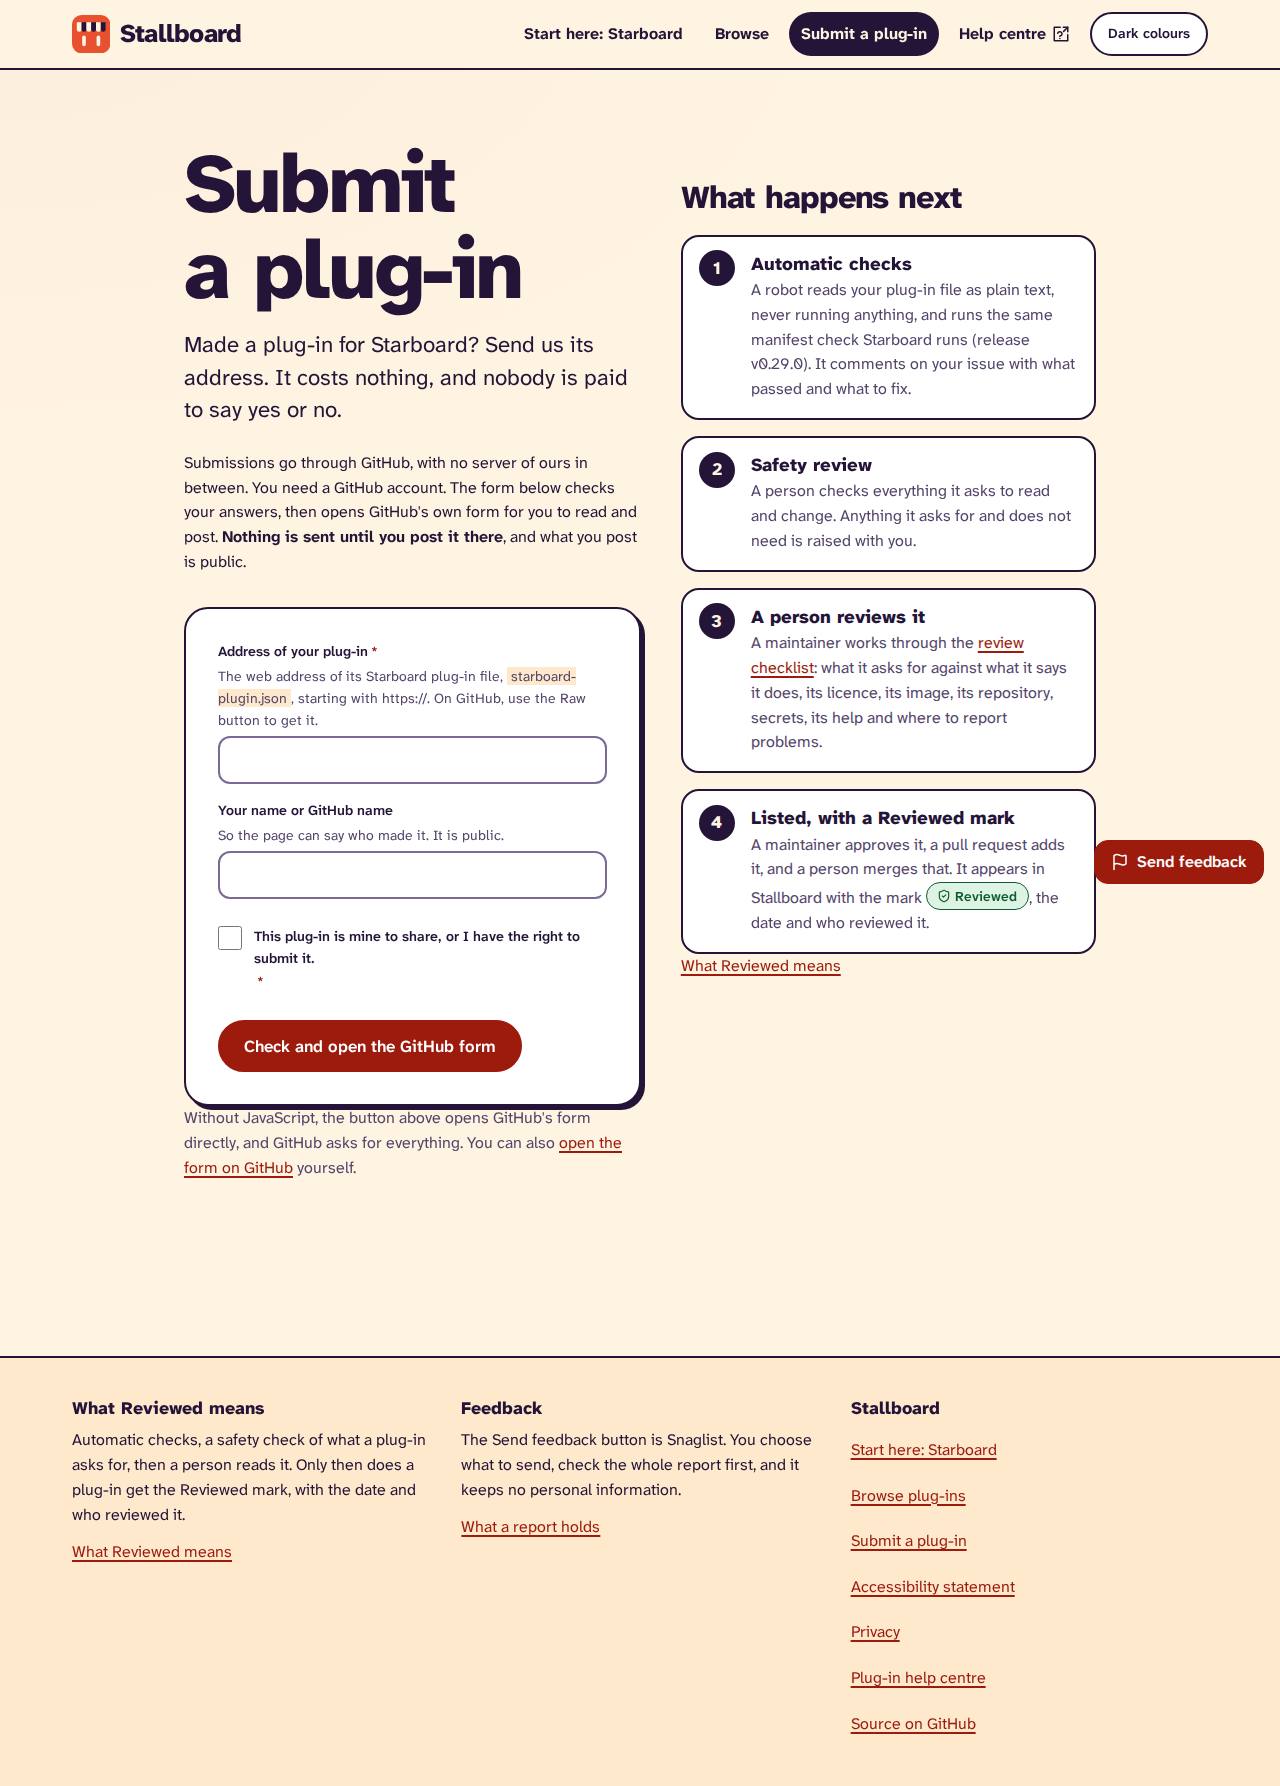 Stallboard
Start here: Starboard
Browse
Submit a plug-in
Help centre
Dark colours
Submit
a plug-in
Made a plug-in for Starboard? Send us its
address. It costs nothing, and nobody is paid
to say yes or no.
Submissions go through GitHub, with no server of ours in
between. You need a GitHub account. The form below checks
your answers, then opens GitHub's own form for you to read and
post. Nothing is sent until you post it there, and what you post
is public.
Address of your plug-in *
The web address of its Starboard plug-in file, starboard-
plugin.json, starting with https://. On GitHub, use the Raw
button to get it.
Your name or GitHub name
So the page can say who made it. It is public.
This plug-in is mine to share, or I have the right to
submit it.
*
Check and open the GitHub form
Without JavaScript, the button above opens GitHub's form
directly, and GitHub asks for everything. You can also open the
form on GitHub yourself.
What happens next
1
Automatic checks
A robot reads your plug-in file as plain text,
never running anything, and runs the same
manifest check Starboard runs (release
v0.29.0). It comments on your issue with what
passed and what to fix.
2
Safety review
A person checks everything it asks to read
and change. Anything it asks for and does not
need is raised with you.
3
A person reviews it
A maintainer works through the review
checklist: what it asks for against what it says
it does, its licence, its image, its repository,
secrets, its help and where to report
problems.
4
Listed, with a Reviewed mark
A maintainer approves it, a pull request adds
it, and a person merges that. It appears in
Stallboard with the mark Reviewed, the
date and who reviewed it.
What Reviewed means
Send feedback
What Reviewed means
Automatic checks, a safety check of what a plug-in
asks for, then a person reads it. Only then does a
plug-in get the Reviewed mark, with the date and
who reviewed it.
What Reviewed means
Feedback
The Send feedback button is Snaglist. You choose
what to send, check the whole report first, and it
keeps no personal information.
What a report holds
Stallboard
Start here: Starboard
Browse plug-ins
Submit a plug-in
Accessibility statement
Privacy
Plug-in help centre
Source on GitHub